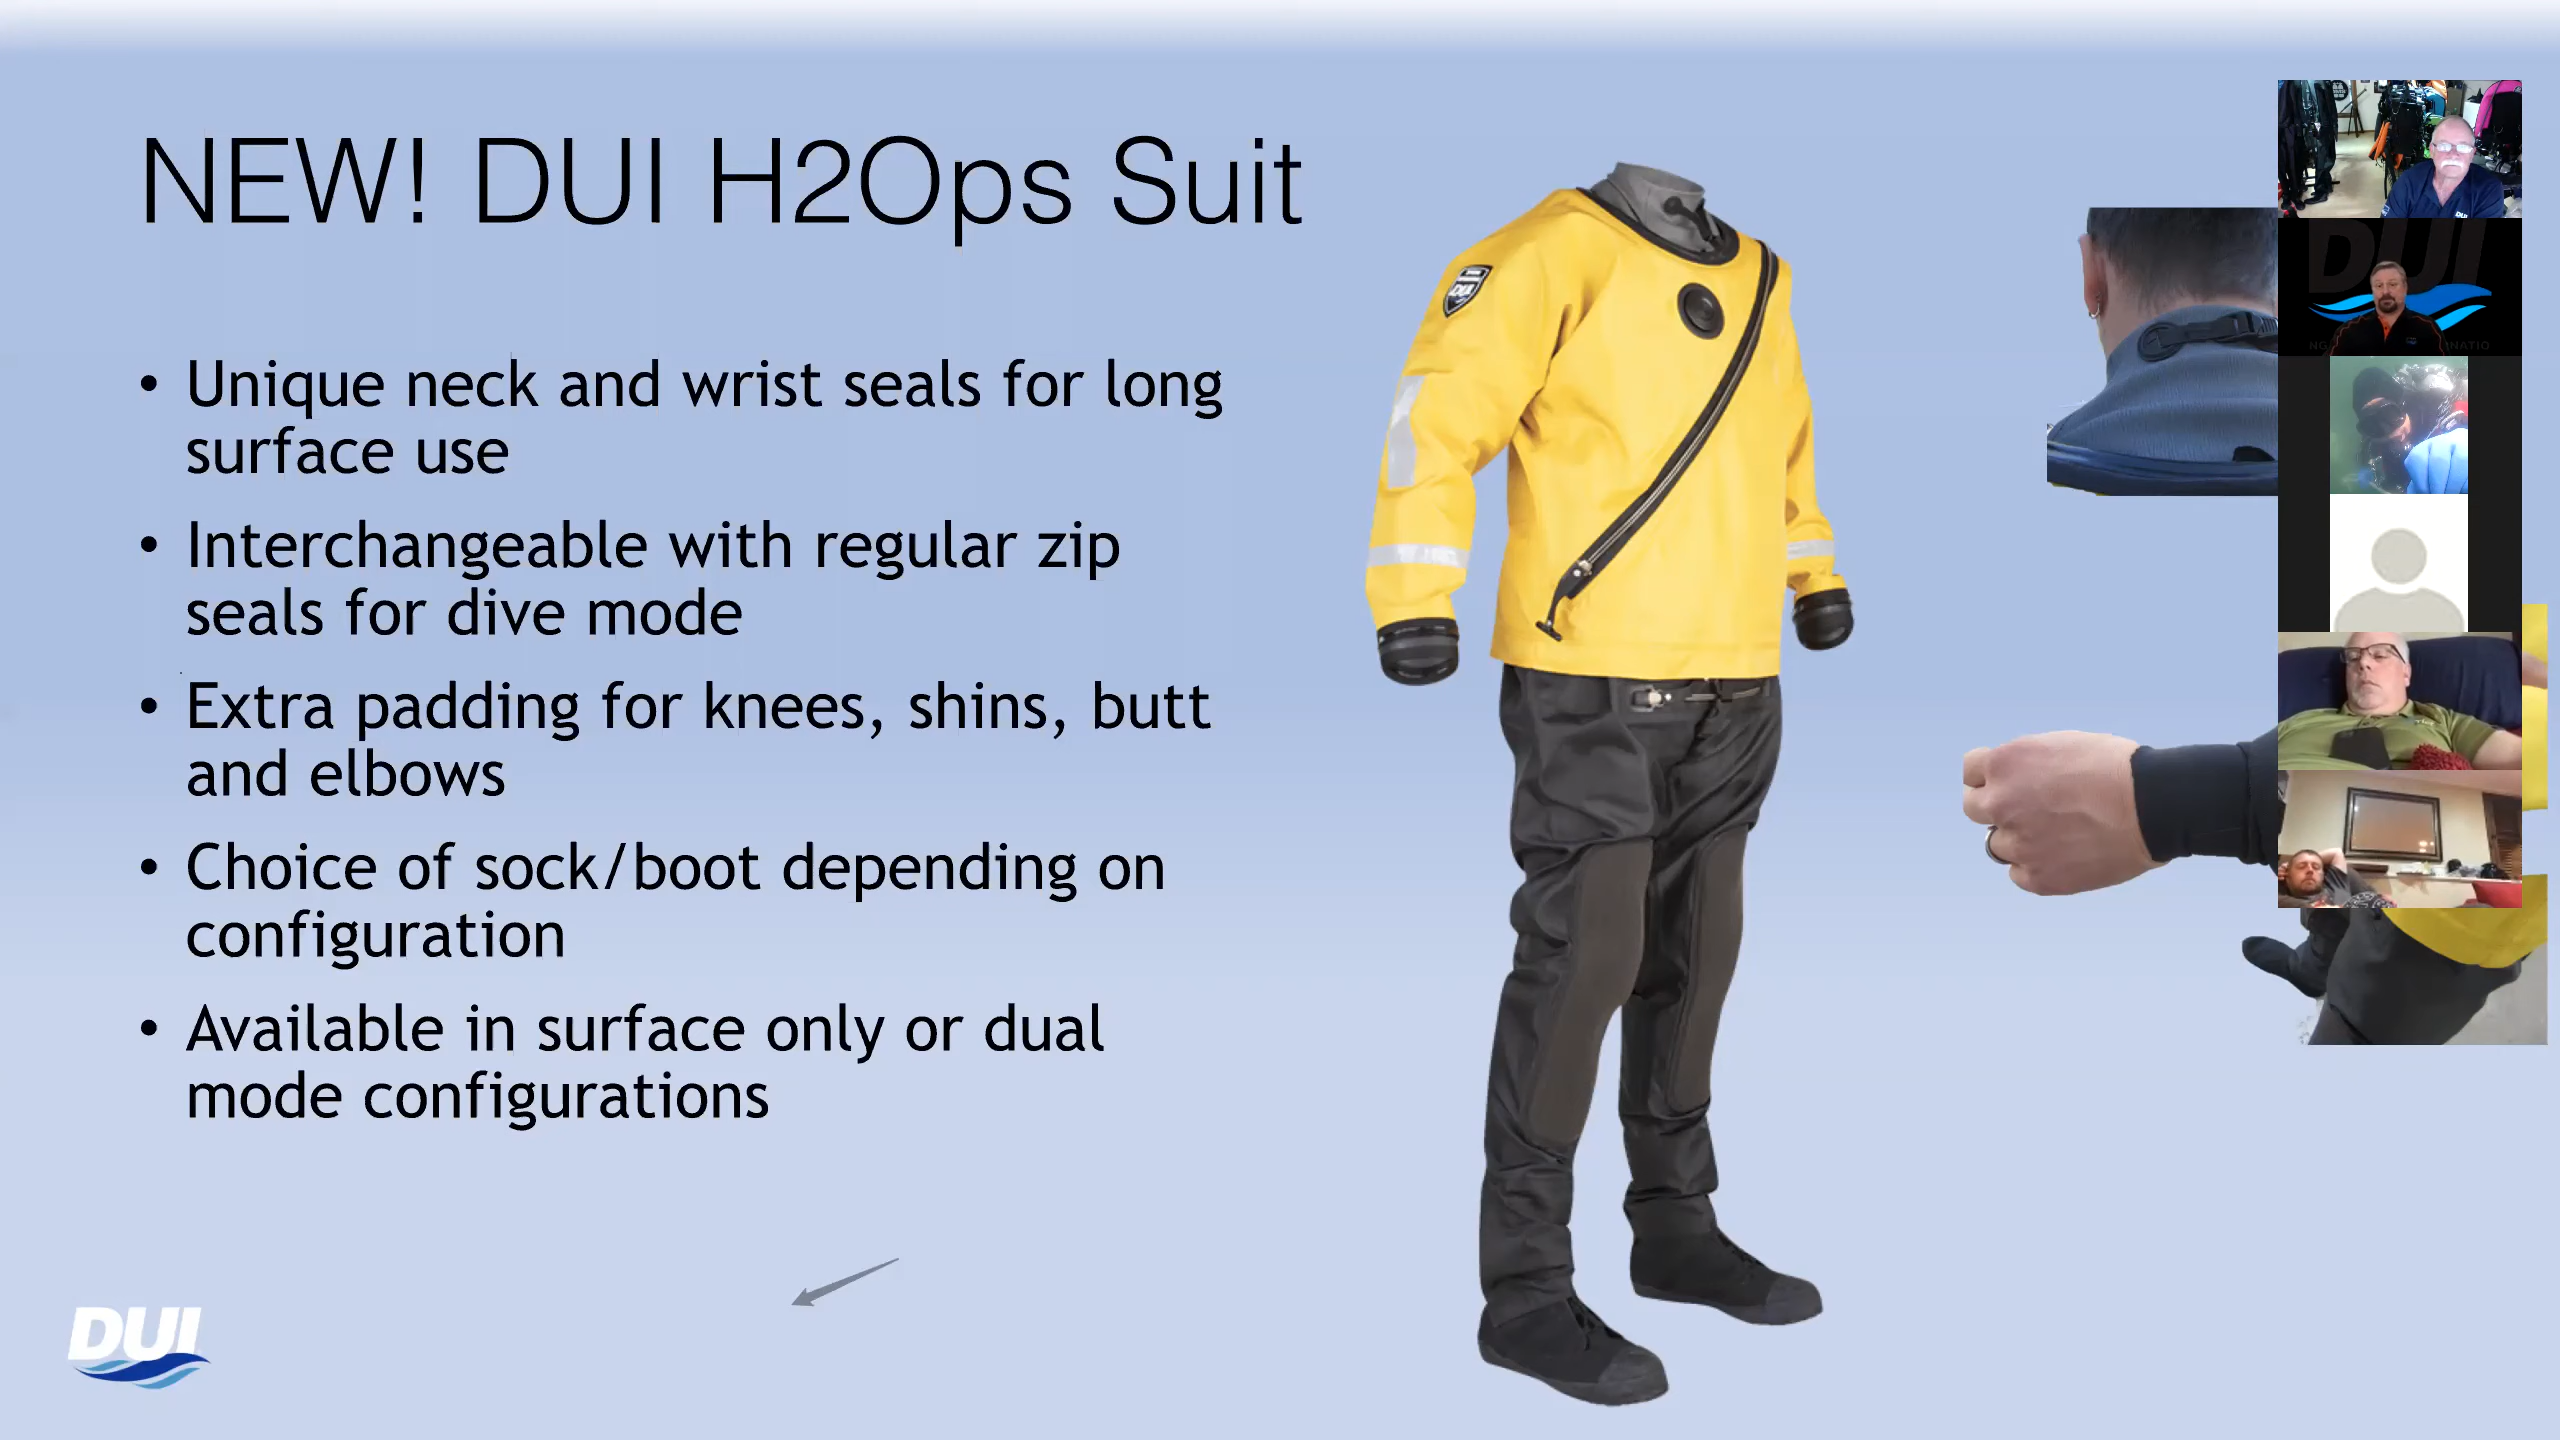 NEW! DUI H2Ops Suit
• Unique neck and wrist seals for long
surface use
• Interchangeable with regular zip
seals for dive mode
• Extra padding for knees, shins, butt
and elbows
• Choice of sock/boot depending on
configuration
• Available in surface only or dual
mode configurations
DUI
DUI
DUI